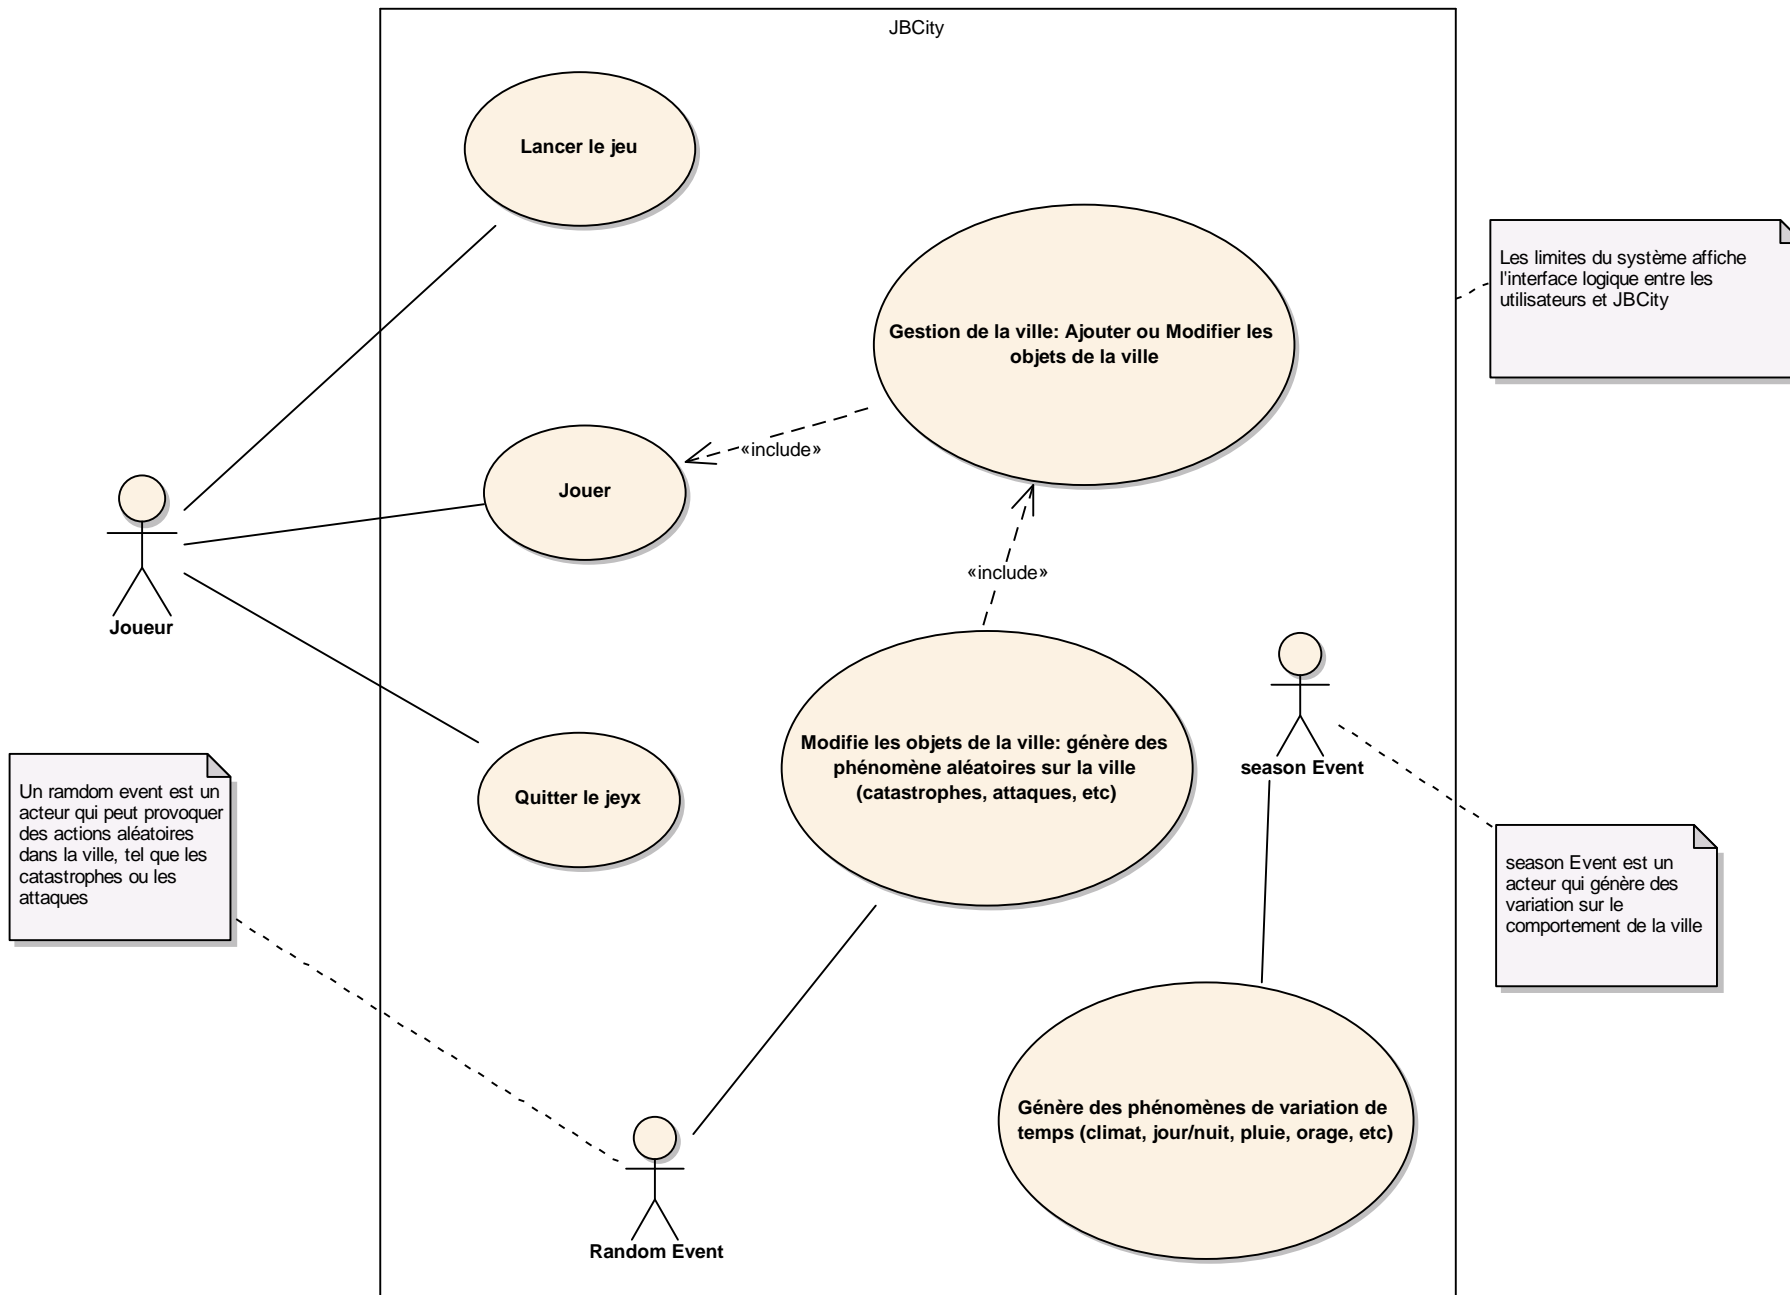 JBCity
Lancer le jeu
Gestion de la ville: Ajouter ou Modifier les
objets de la ville
Les limites du système affiche
l'interface logique entre les
utilisateurs et JBCity
«include»
Jouer
«include»
Joueur
Modifie les objets de la ville: génère des
phénomène aléatoires sur la ville
(catastrophes, attaques, etc)
season Event
Quitter le jeyx
Un ramdom event est un
acteur qui peut provoquer
des actions aléatoires
dans la ville, tel que les
catastrophes ou les
attaques
season Event est un
acteur qui génère des
variation sur le
comportement de la ville
Génère des phénomènes de variation de
temps (climat, jour/nuit, pluie, orage, etc)
Random Event